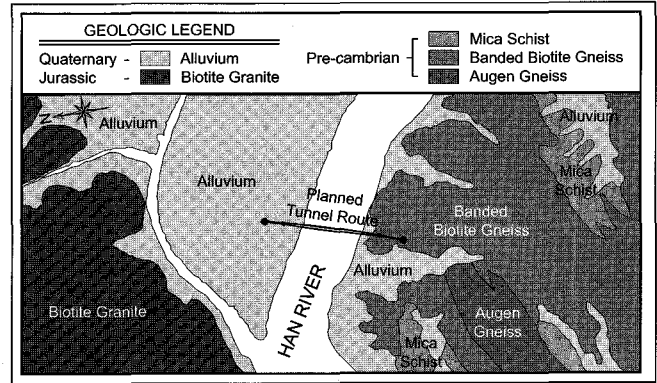 GEOLOGIC LEGEND
Quaternary - Alluvium
Jurassic - Biotite Granite
Pre-cambrian
Mica Schist
Banded Biotite Gneiss
Augen Gneiss
N
Alluvium
Alluvium
Alluvium
Mica
Schist
Planned
Tunnel Route
Banded
Biotite Gneiss
Alluvium
HAN RIVER
Biotite Granite
Augen
Gneiss
Mica
Schist